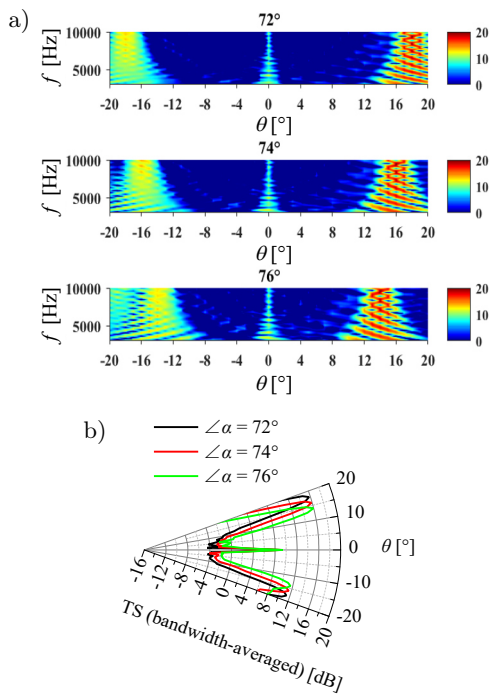 a)
72°
f [Hz]
10000
5000
-20 -16 -12 -8 -4 0 4 8 12 16 20
θ [°]
20
10
0
74°
f [Hz]
10000
5000
-20 -16 -12 -8 -4 0 4 8 12 16 20
θ [°]
20
10
0
76°
f [Hz]
10000
5000
-20 -16 -12 -8 -4 0 4 8 12 16 20
θ [°]
20
10
0
b)
∠α = 72°
∠α = 74°
∠α = 76°
20
10
0
-10
-20
θ [°]
-16 -12 -8 -4 0 4 8 12 16 20
TS (bandwidth-averaged) [dB]